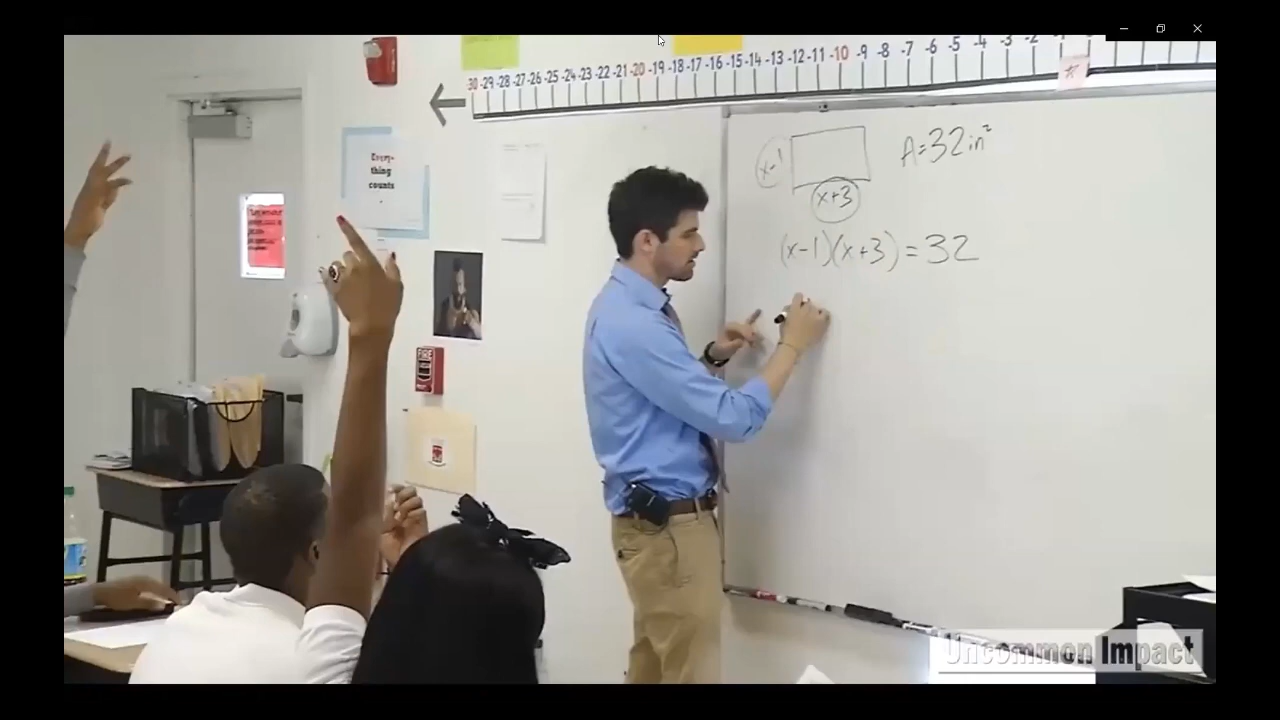 30 -29 -28 -27 -26 -25 -24 -23 -22 -21 -20 -19 -18 -17 -16 -15 -14 -13 -12 -11 -10 -9 -8 -7 -6 -5 -4 -3 -2
x-1
A=32in²
x+3
(x-1)(x+3)=32
Every-
thing
counts
FIRE
Uncommon Impact